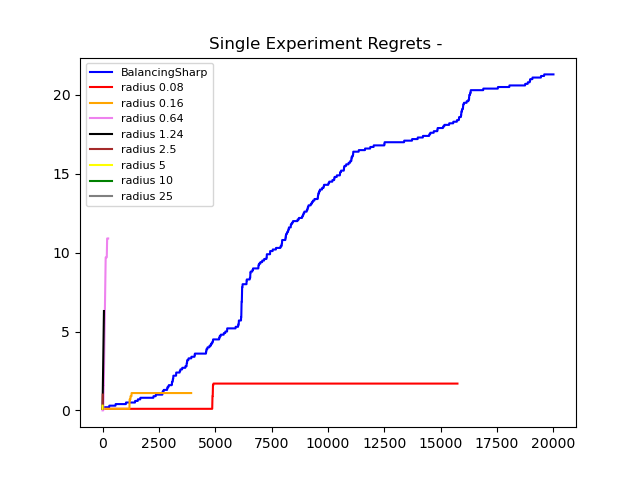 Single Experiment Regrets -
BalancingSharp
radius 0.08
radius 0.16
radius 0.64
radius 1.24
radius 2.5
radius 5
radius 10
radius 25
20
15
10
5
0
0 2500 5000 7500 10000 12500 15000 17500 20000